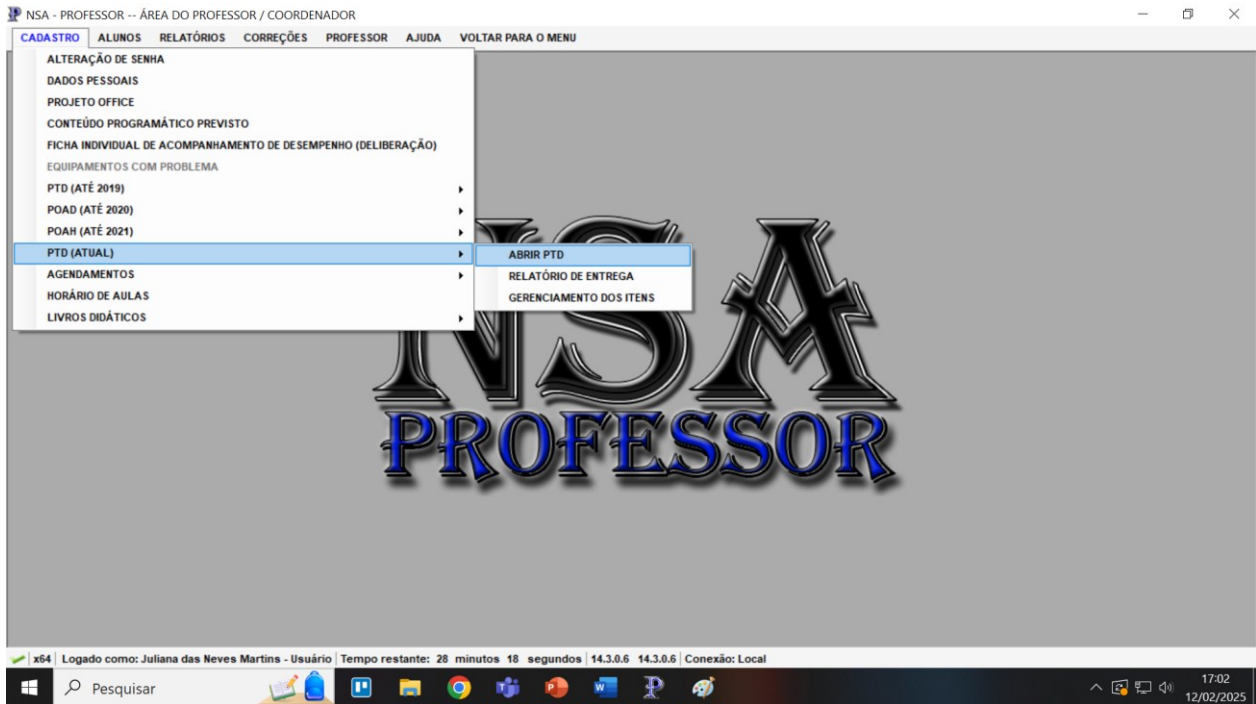 NSA - PROFESSOR -- ÁREA DO PROFESSOR / COORDENADOR
CADASTRO ALUNOS RELATÓRIOS CORREÇÕES PROFESSOR AJUDA VOLTAR PARA O MENU
ALTERAÇÃO DE SENHA
DADOS PESSOAIS
PROJETO OFFICE
CONTEÚDO PROGRAMÁTICO PREVISTO
FICHA INDIVIDUAL DE ACOMPANHAMENTO DE DESEMPENHO (DELIBERAÇÃO)
EQUIPAMENTOS COM PROBLEMA
PTD (ATÉ 2019)
POAD (ATÉ 2020)
POAH (ATÉ 2021)
PTD (ATUAL)
AGENDAMENTOS
HORÁRIO DE AULAS
LIVROS DIDÁTICOS
ABRIR PTD
RELATÓRIO DE ENTREGA
GERENCIAMENTO DOS ITENS
NSA
PROFESSOR
x64 Logado como: Juliana das Neves Martins - Usuário Tempo restante: 28 minutos 18 segundos 14.3.0.6 14.3.0.6 Conexão: Local
Pesquisar
17:02
12/02/2025